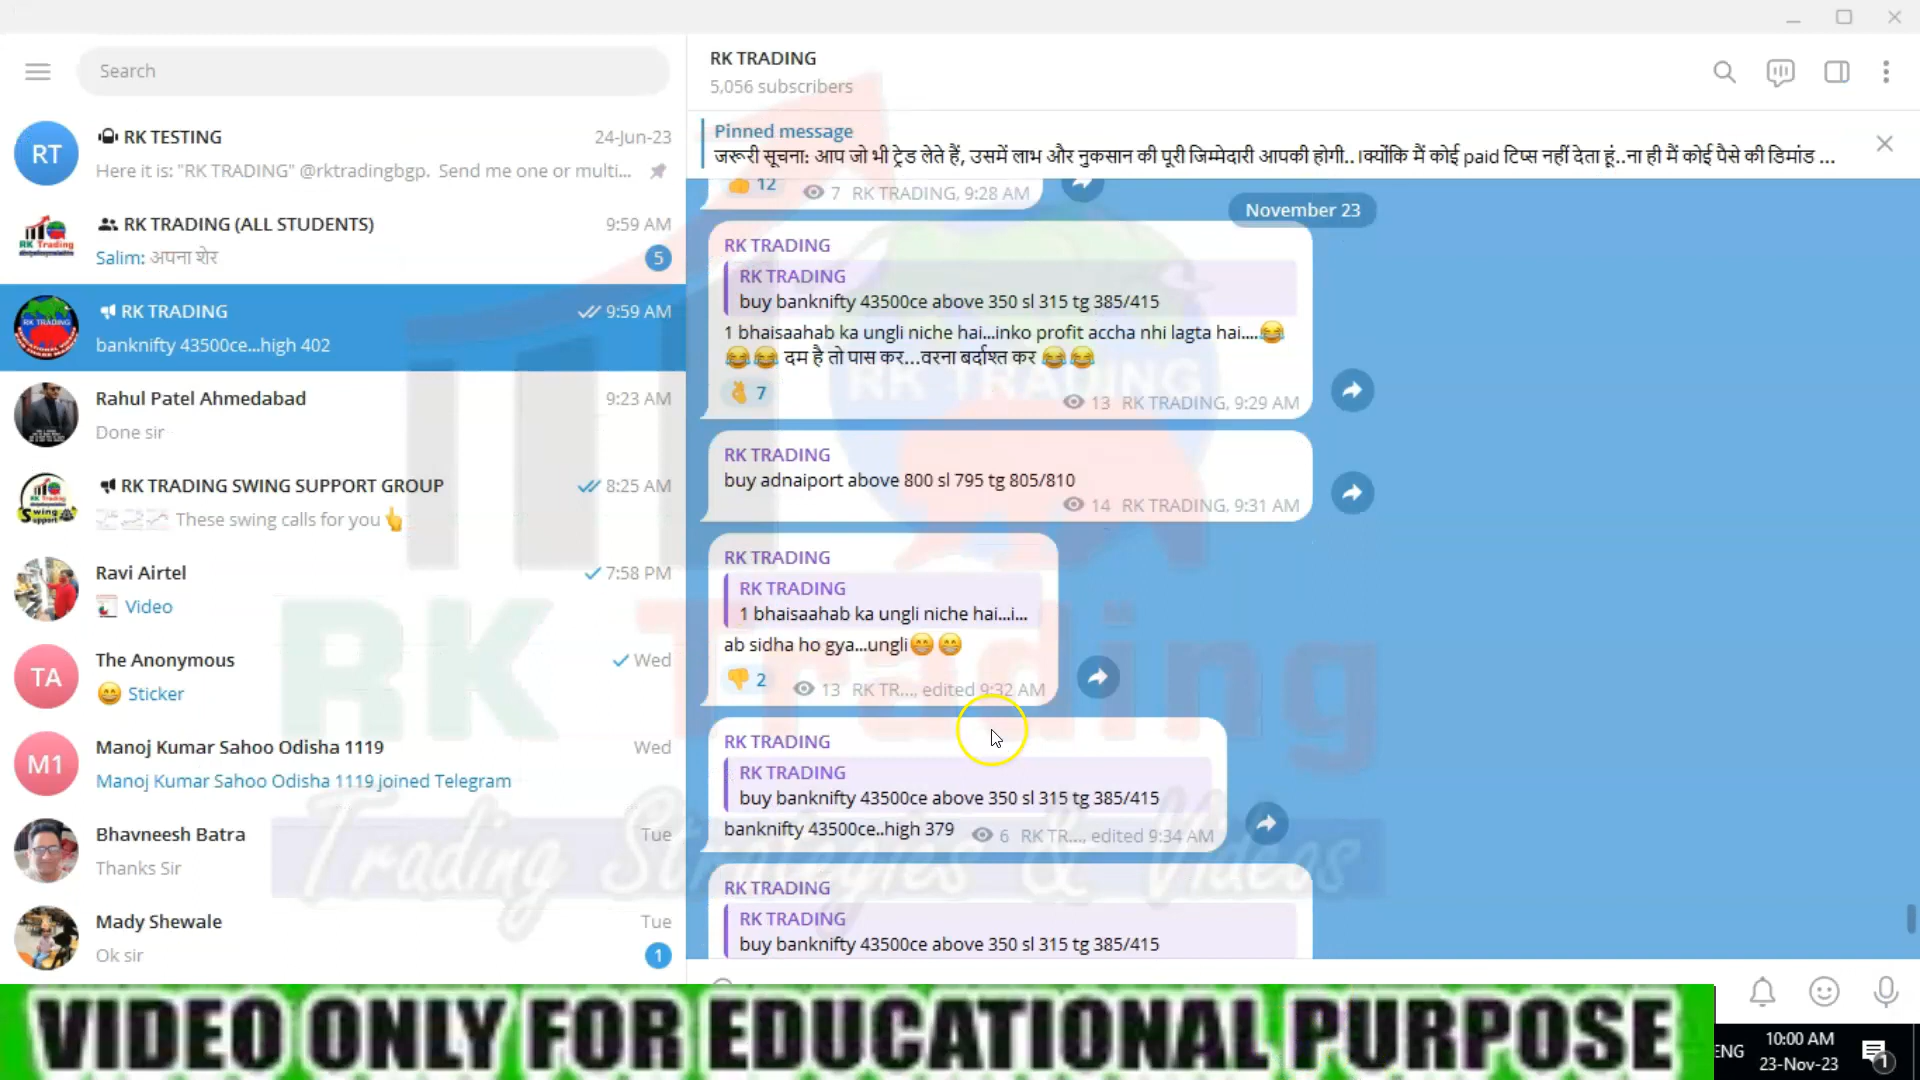 Search
RK TRADING
5,056 subscribers
Pinned message
जरूरी सूचना: आप जो भी ट्रेड लेते हैं, उसमें लाभ और नुकसान की पूरी जिम्मेदारी आपकी होगी.. ।क्योंकि मैं कोई paid टिप्स नहीं देता हूं..ना ही मैं कोई पैसे की डिमांड ...
RT
RK TESTING
24-Jun-23
Here it is: "RK TRADING" @rktradingbgp. Send me one or multi...
RK TRADING (ALL STUDENTS)
9:59 AM
Salim: अपना शेर
5
RK TRADING
9:59 AM
banknifty 43500ce...high 402
Rahul Patel Ahmedabad
9:23 AM
Done sir
RK TRADING SWING SUPPORT GROUP
8:25 AM
These swing calls for you👆
Ravi Airtel
7:58 PM
Video
TA
The Anonymous
Wed
😄 Sticker
M1
Manoj Kumar Sahoo Odisha 1119
Wed
Manoj Kumar Sahoo Odisha 1119 joined Telegram
Bhavneesh Batra
Tue
Thanks Sir
Mady Shewale
Tue
Ok sir
1
12
7 RK TRADING, 9:28 AM
November 23
RK TRADING
RK TRADING
buy banknifty 43500ce above 350 sl 315 tg 385/415
1 bhaisaahab ka ungli niche hai...inko profit accha nhi lagta hai....😂
😂😂 दम है तो पास कर...वरना बर्दाश्त कर 😂😂
7
13 RK TRADING, 9:29 AM
RK TRADING
buy adnaiport above 800 sl 795 tg 805/810
14 RK TRADING, 9:31 AM
RK TRADING
RK TRADING
1 bhaisaahab ka ungli niche hai...i...
ab sidha ho gya...ungli😁😁
👎 2
13 RK TR..., edited 9:32 AM
RK TRADING
RK TRADING
buy banknifty 43500ce above 350 sl 315 tg 385/415
banknifty 43500ce..high 379
6 RK TR..., edited 9:34 AM
RK TRADING
RK TRADING
buy banknifty 43500ce above 350 sl 315 tg 385/415
RK TRADING
RK Trading
Trading Strategies & Videos
VIDEO ONLY FOR EDUCATIONAL PURPOSE
ENG
10:00 AM
23-Nov-23
1